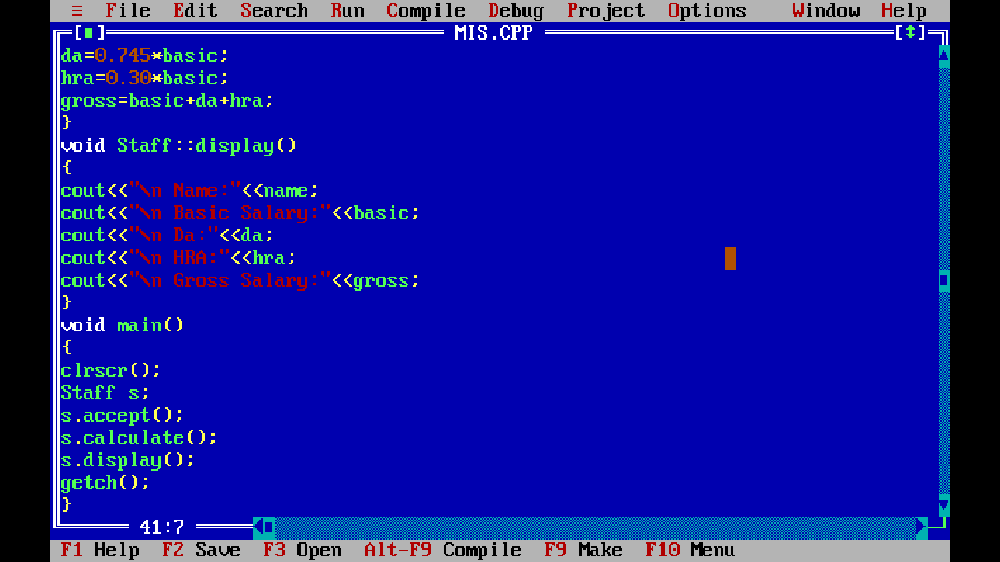 ≡ File Edit Search Run Compile Debug Project Options Window Help
[■] MIS.CPP [↕]
da=0.745*basic;
hra=0.30*basic;
gross=basic+da+hra;
}
void Staff::display()
{
cout<<"\n Name:"<<name;
cout<<"\n Basic Salary:"<<basic;
cout<<"\n Da:"<<da;
cout<<"\n HRA:"<<hra;
cout<<"\n Gross Salary:"<<gross;
}
void main()
{
clrscr();
Staff s;
s.accept();
s.calculate();
s.display();
getch();
}
41:7
F1 Help F2 Save F3 Open Alt-F9 Compile F9 Make F10 Menu